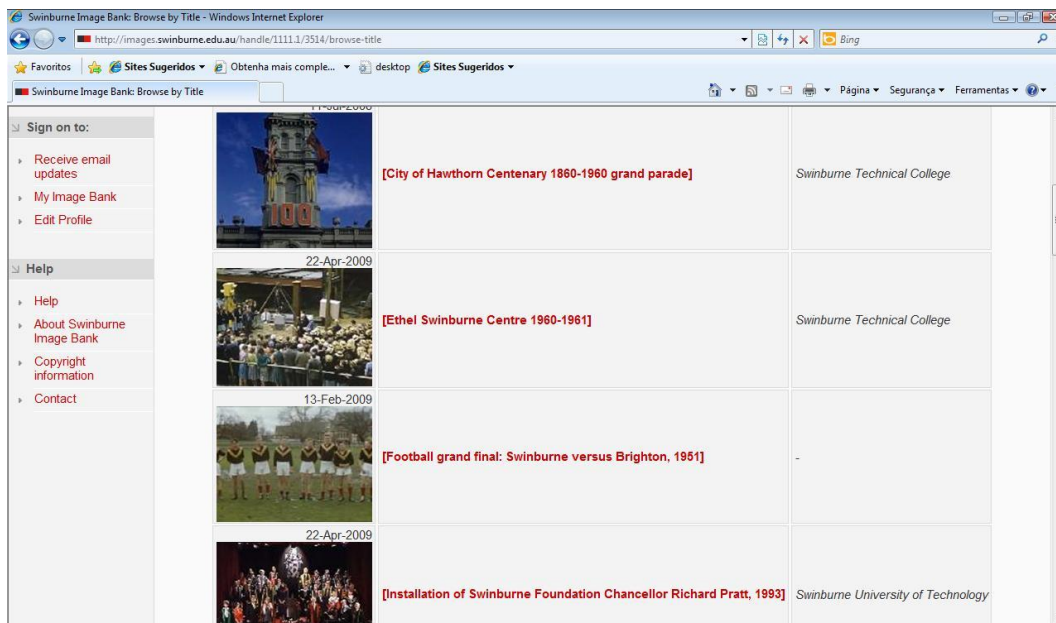 Swinburne Image Bank: Browse by Title - Windows Internet Explorer
http://images.swinburne.edu.au/handle/1111.1/3514/browse-title
Bing
Favoritos
Sites Sugeridos
Obtenha mais comple...
desktop
Sites Sugeridos
Swinburne Image Bank: Browse by Title
Página
Segurança
Ferramentas
Sign on to:
Receive email
updates
My Image Bank
Edit Profile
Help
Help
About Swinburne
Image Bank
Copyright
information
Contact
100
[City of Hawthorn Centenary 1860-1960 grand parade]
Swinburne Technical College
22-Apr-2009
[Ethel Swinburne Centre 1960-1961]
Swinburne Technical College
13-Feb-2009
[Football grand final: Swinburne versus Brighton, 1951]
-
22-Apr-2009
[Installation of Swinburne Foundation Chancellor Richard Pratt, 1993]
Swinburne University of Technology